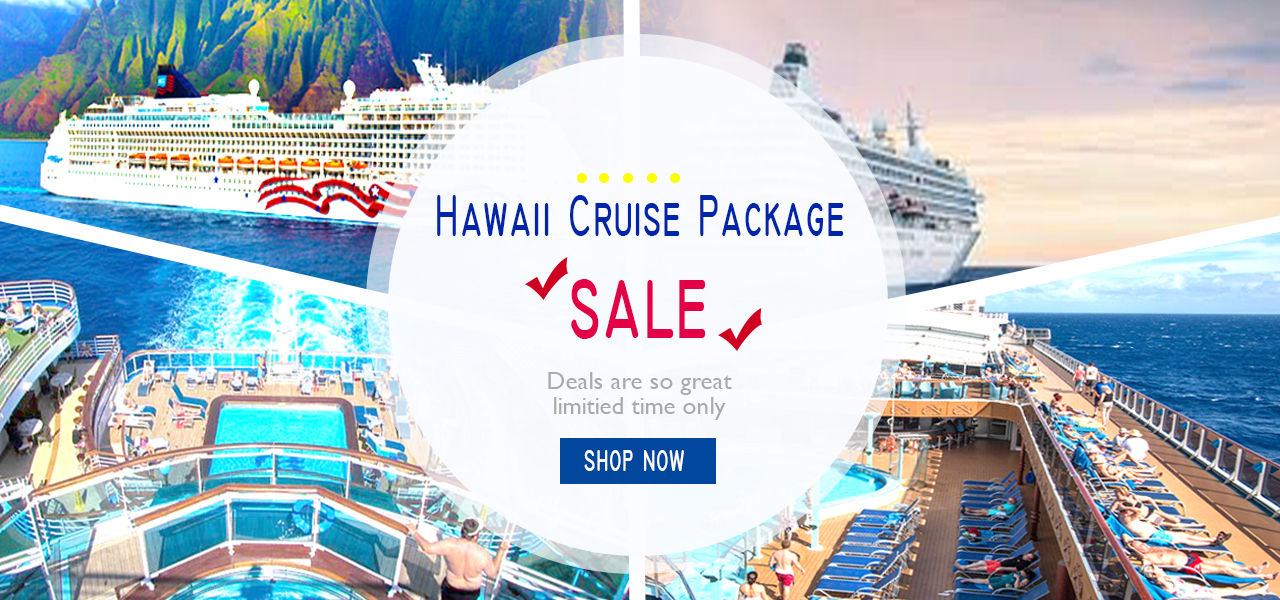 Hawaii Cruise Package
SALE
Deals are so great
limitied time only
SHOP NOW